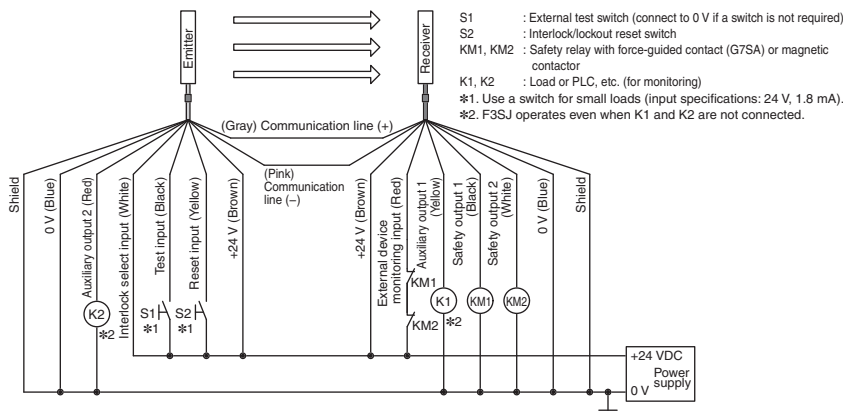 Emitter
Receiver
S1 : External test switch (connect to 0 V if a switch is not required)
S2 : Interlock/lockout reset switch
KM1, KM2 : Safety relay with force-guided contact (G7SA) or magnetic
contactor
K1, K2 : Load or PLC, etc. (for monitoring)
*1. Use a switch for small loads (input specifications: 24 V, 1.8 mA).
*2. F3SJ operates even when K1 and K2 are not connected.
(Gray) Communication line (+)
(Pink)
Communication
line (−)
Shield
0 V (Blue)
Auxiliary output 2 (Red)
Interlock select input (White)
Test input (Black)
Reset input (Yellow)
+24 V (Brown)
+24 V (Brown)
External device
monitoring input (Red)
Auxiliary output 1
(Yellow)
Safety output 1
(Black)
Safety output 2
(White)
0 V (Blue)
Shield
K2
*2
S1
*1
S2
*1
KM1
KM2
K1
*2
KM1
KM2
+24 VDC
Power
supply
0 V